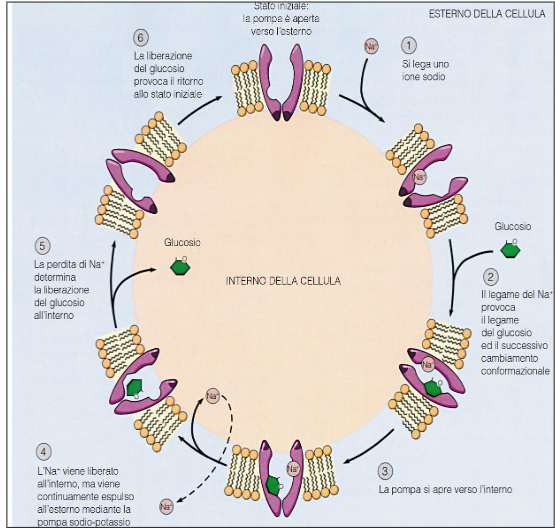 Stato iniziale:
la pompa è aperta
verso l'esterno
ESTERNO DELLA CELLULA
Na+
1
Si lega uno
ione sodio
Na+
Glucosio
2
Il legame del Na+
provoca
il legame
del glucosio
ed il successivo
cambiamento
conformazionale
Na+
3
La pompa si apre verso l'interno
Na+
Na+
Na+
4
L'Na+ viene liberato
all'interno, ma viene
continuamente espulso
all'esterno mediante la
pompa sodio-potassio
5
La perdita di Na+
determina
la liberazione
del glucosio
all'interno
Glucosio
INTERNO DELLA CELLULA
6
La liberazione
del glucosio
provoca il ritorno
allo stato iniziale